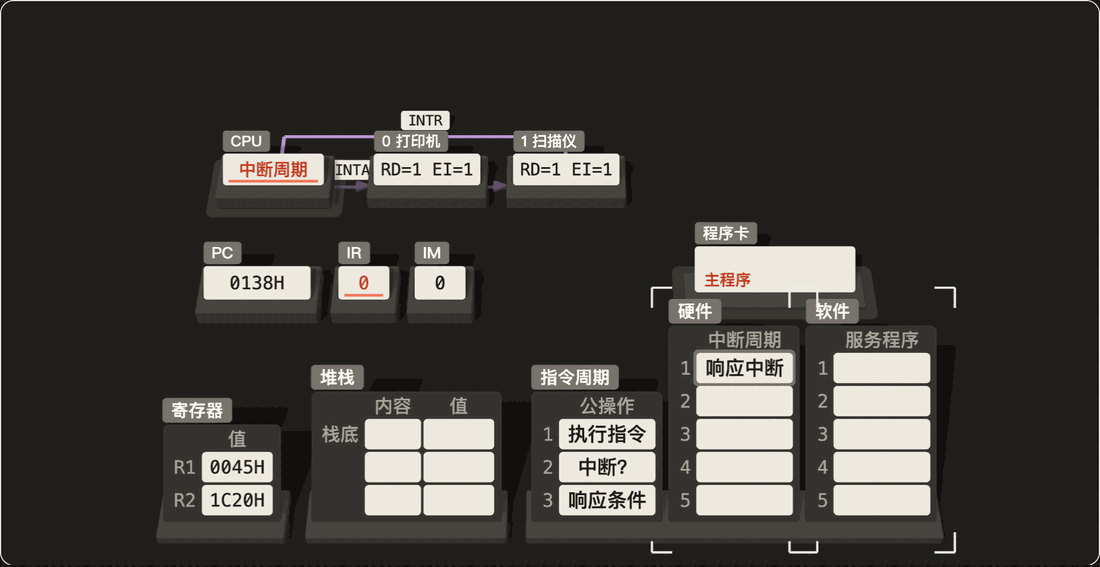 INTR
CPU
0 打印机
1 扫描仪
中断周期
INTA
RD=1 EI=1
RD=1 EI=1
PC
IR
IM
0138H
0
0
程序卡
主程序
硬件
软件
中断周期
服务程序
1
响应中断
1
2
2
3
3
4
4
5
5
堆栈
内容
值
栈底
指令周期
公操作
1
执行指令
2
中断?
3
响应条件
寄存器
值
R1
0045H
R2
1C20H